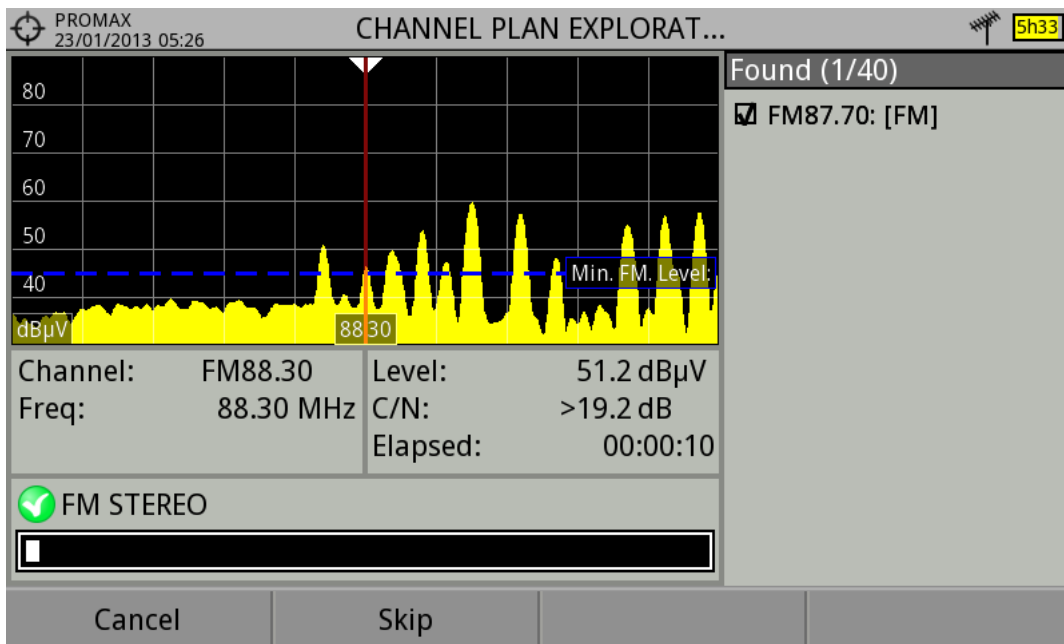 PROMAX
23/01/2013 05:26
CHANNEL PLAN EXPLORAT...
5h33
80
70
60
50
40
dBµV
Min. FM. Level:
88.30
Found (1/40)
FM87.70: [FM]
Channel: FM88.30
Freq: 88.30 MHz
Level: 51.2 dBµV
C/N: >19.2 dB
Elapsed: 00:00:10
FM STEREO
Cancel
Skip